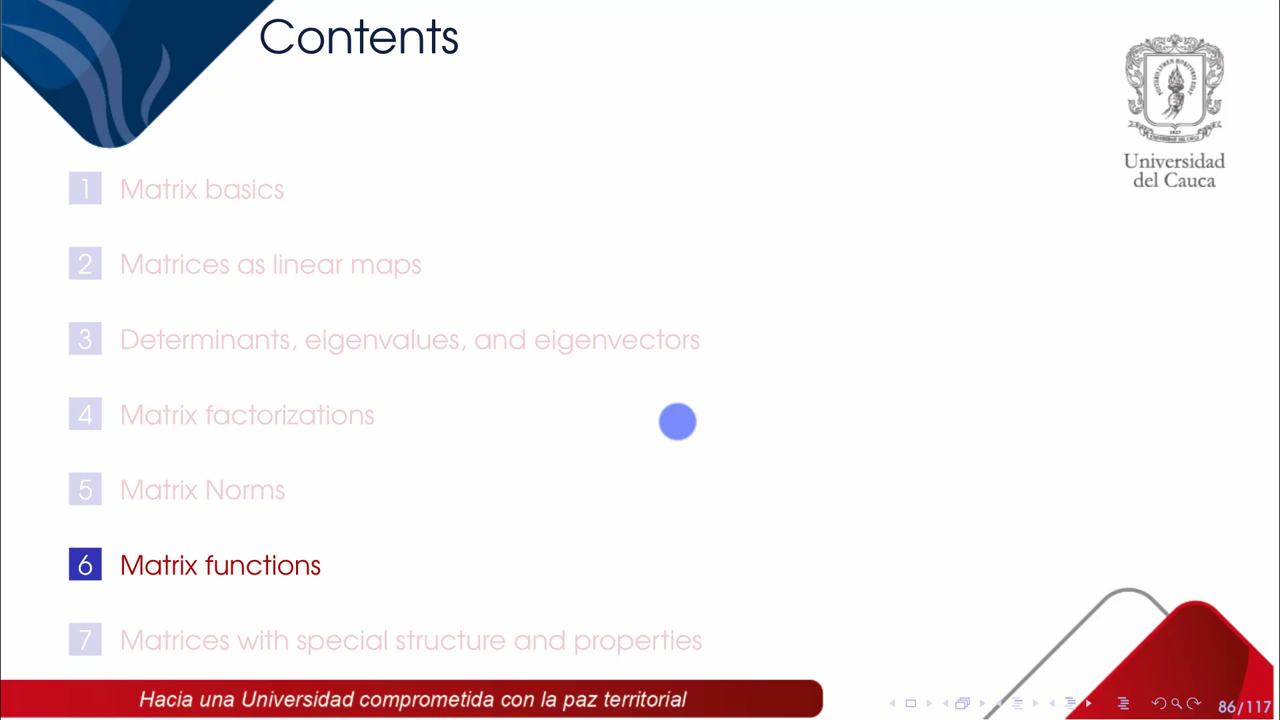 Contents
Universidad
del Cauca
1 Matrix basics
2 Matrices as linear maps
3 Determinants, eigenvalues, and eigenvectors
4 Matrix factorizations
5 Matrix Norms
6 Matrix functions
7 Matrices with special structure and properties
Hacia una Universidad comprometida con la paz territorial
86/117